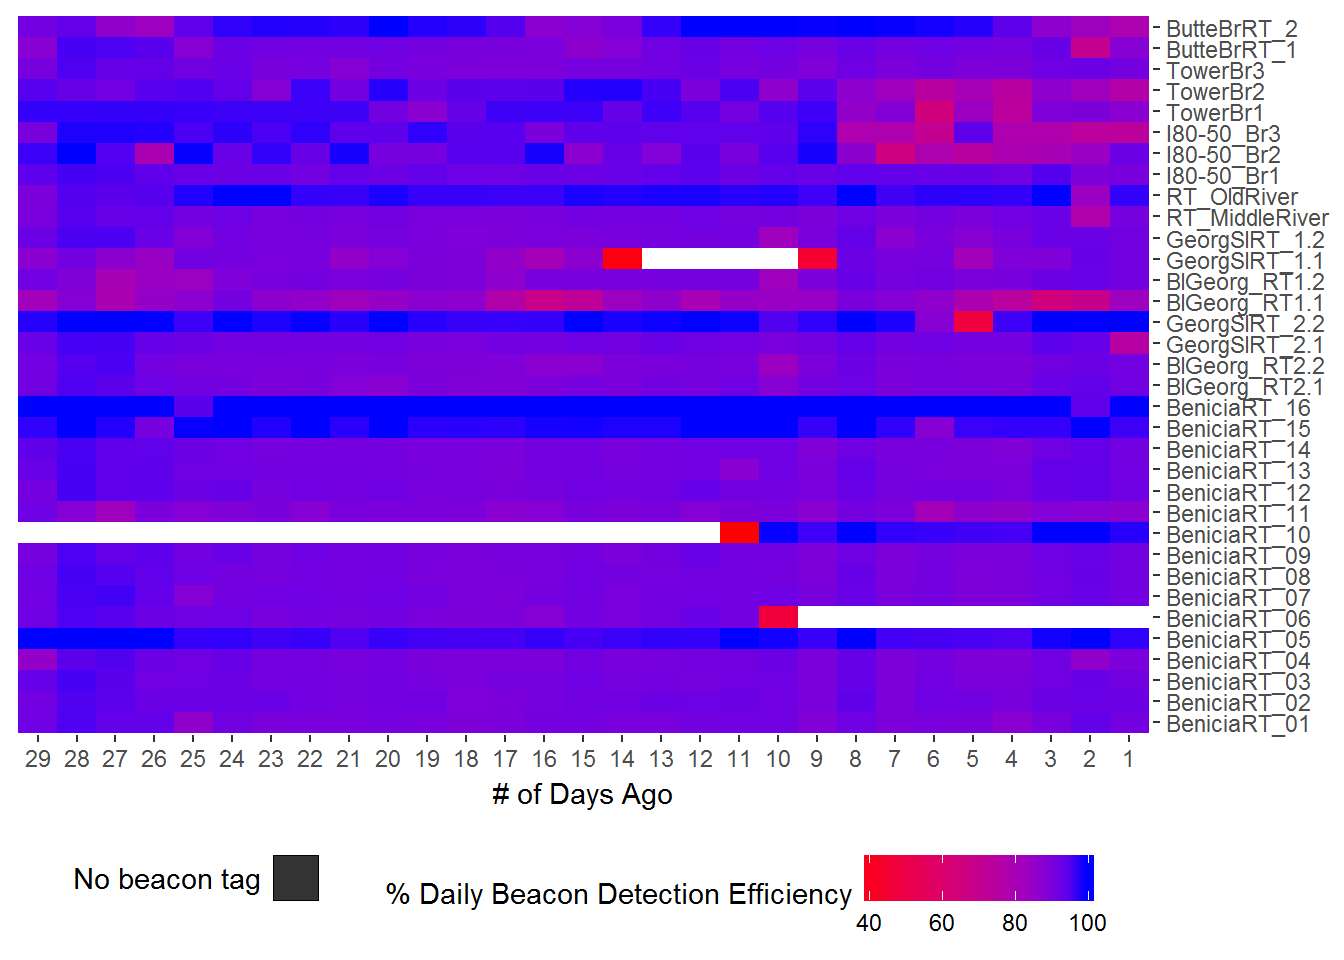 ButteBrRT_2
ButteBrRT_1
TowerBr3
TowerBr2
TowerBr1
I80-50_Br3
I80-50_Br2
I80-50_Br1
RT_OldRiver
RT_MiddleRiver
GeorgSlRT_1.2
GeorgSlRT_1.1
BlGeorg_RT1.2
BlGeorg_RT1.1
GeorgSlRT_2.2
GeorgSlRT_2.1
BlGeorg_RT2.2
BlGeorg_RT2.1
BeniciaRT_16
BeniciaRT_15
BeniciaRT_14
BeniciaRT_13
BeniciaRT_12
BeniciaRT_11
BeniciaRT_10
BeniciaRT_09
BeniciaRT_08
BeniciaRT_07
BeniciaRT_06
BeniciaRT_05
BeniciaRT_04
BeniciaRT_03
BeniciaRT_02
BeniciaRT_01
29 28 27 26 25 24 23 22 21 20 19 18 17 16 15 14 13 12 11 10 9 8 7 6 5 4 3 2 1
# of Days Ago
No beacon tag
% Daily Beacon Detection Efficiency
40 60 80 100